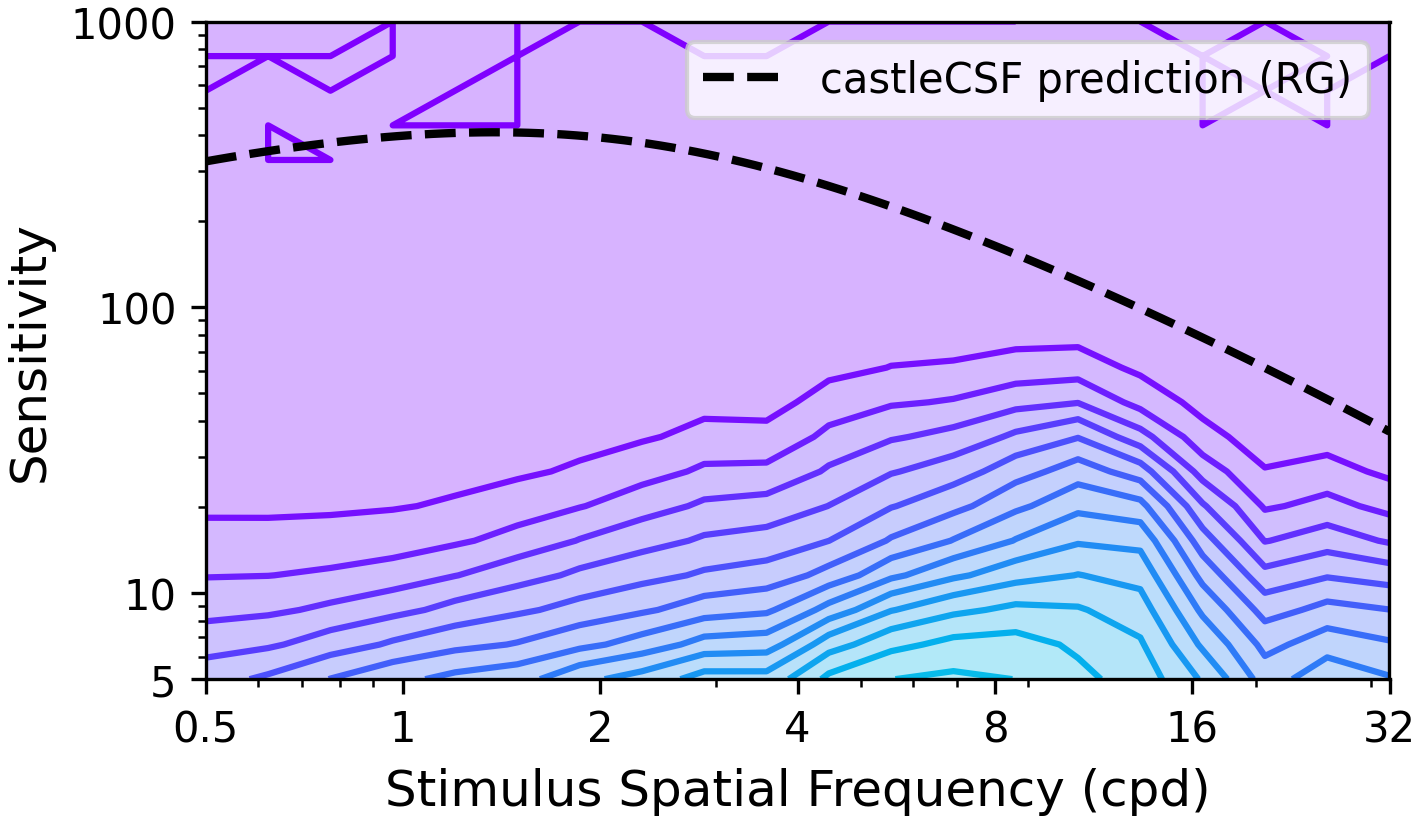 1000
100
10
5
Sensitivity
castleCSF prediction (RG)
0.5 1 2 4 8 16 32
Stimulus Spatial Frequency (cpd)